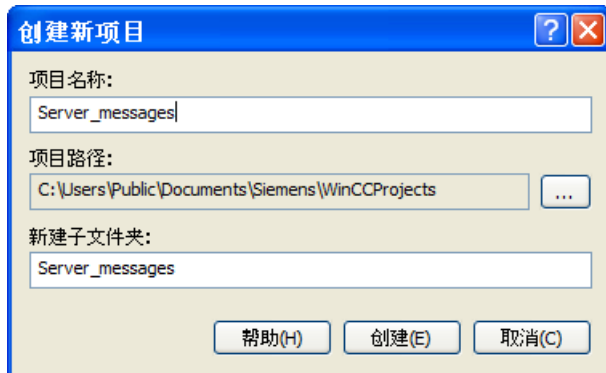 创建新项目
?
项目名称:
Server_messages
项目路径:
C:\Users\Public\Documents\Siemens\WinCCProjects
...
新建子文件夹:
Server_messages
帮助(H) 创建(E) 取消(C)